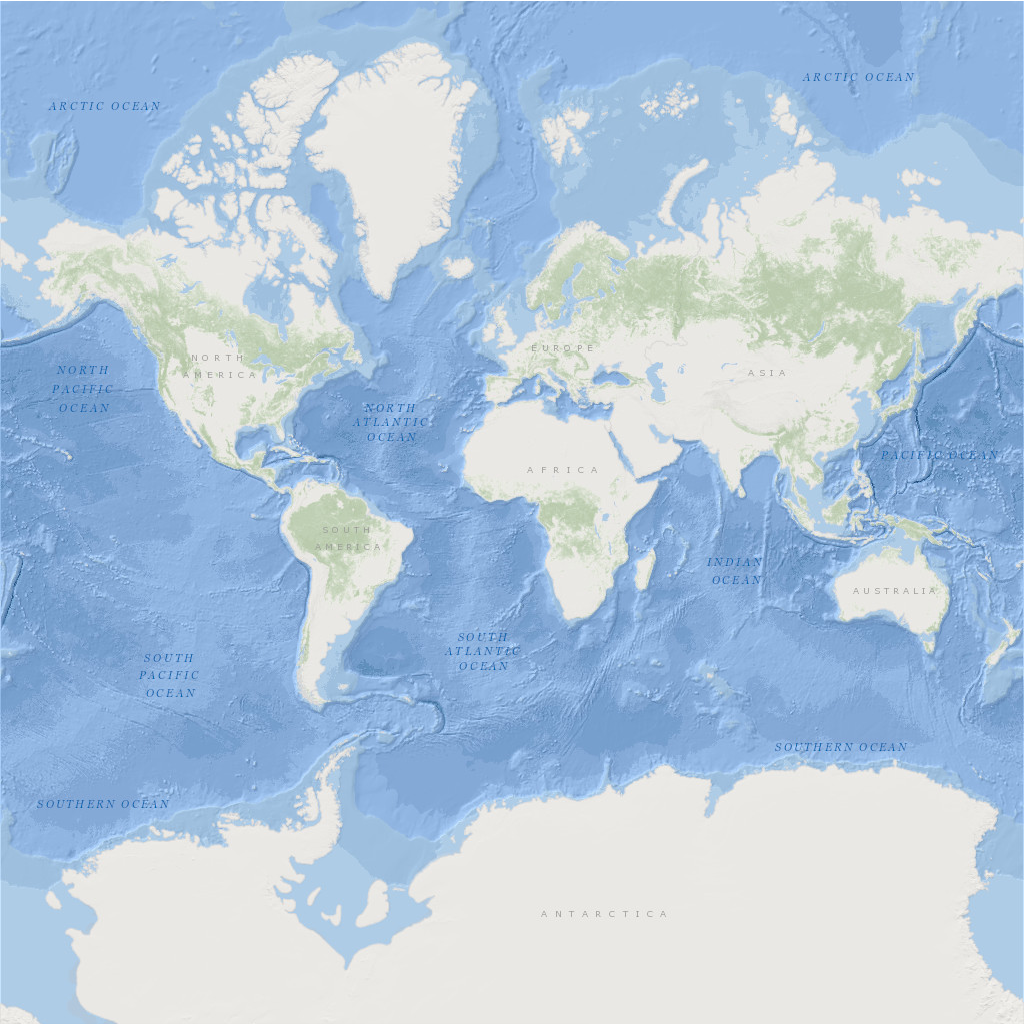 ARCTIC OCEAN
ARCTIC OCEAN
NORTH
AMERICA
EUROPE
ASIA
NORTH
PACIFIC
OCEAN
NORTH
ATLANTIC
OCEAN
AFRICA
PACIFIC OCEAN
SOUTH
AMERICA
INDIAN
OCEAN
AUSTRALIA
SOUTH
ATLANTIC
OCEAN
SOUTH
PACIFIC
OCEAN
SOUTHERN OCEAN
SOUTHERN OCEAN
ANTARCTICA